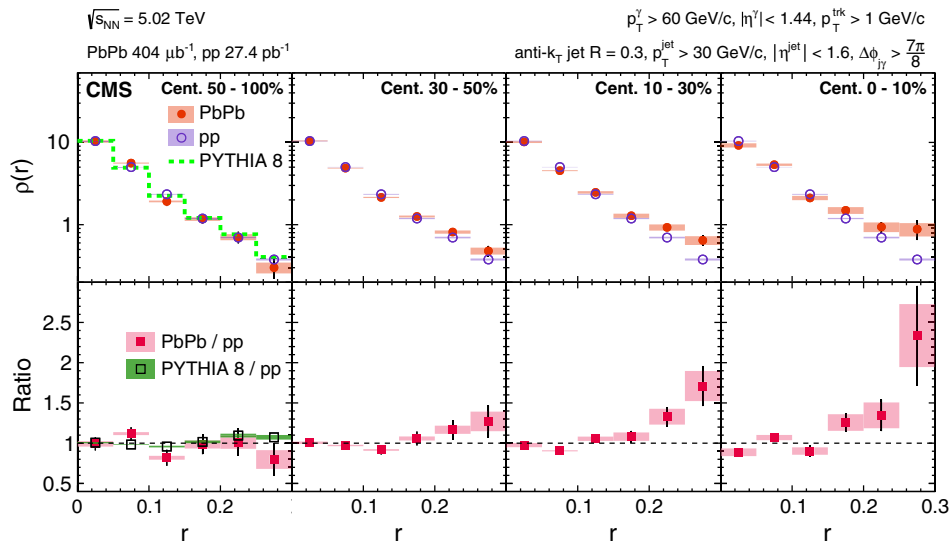 √s_NN = 5.02 TeV
p_T^γ > 60 GeV/c, |η^γ| < 1.44, p_T^trk > 1 GeV/c
PbPb 404 μb⁻¹, pp 27.4 pb⁻¹
anti-k_T jet R = 0.3, p_T^jet > 30 GeV/c, |η^jet| < 1.6, Δϕ_jγ > 7π/8
CMS Cent. 50 - 100% Cent. 30 - 50% Cent. 10 - 30% Cent. 0 - 10%
PbPb
pp
PYTHIA 8
ρ(r)
10
1
Ratio
PbPb / pp
PYTHIA 8 / pp
2.5
2
1.5
1
0.5
0 0.1 0.2 0 0.1 0.2 0 0.1 0.2 0 0.1 0.2 0.3
r r r r